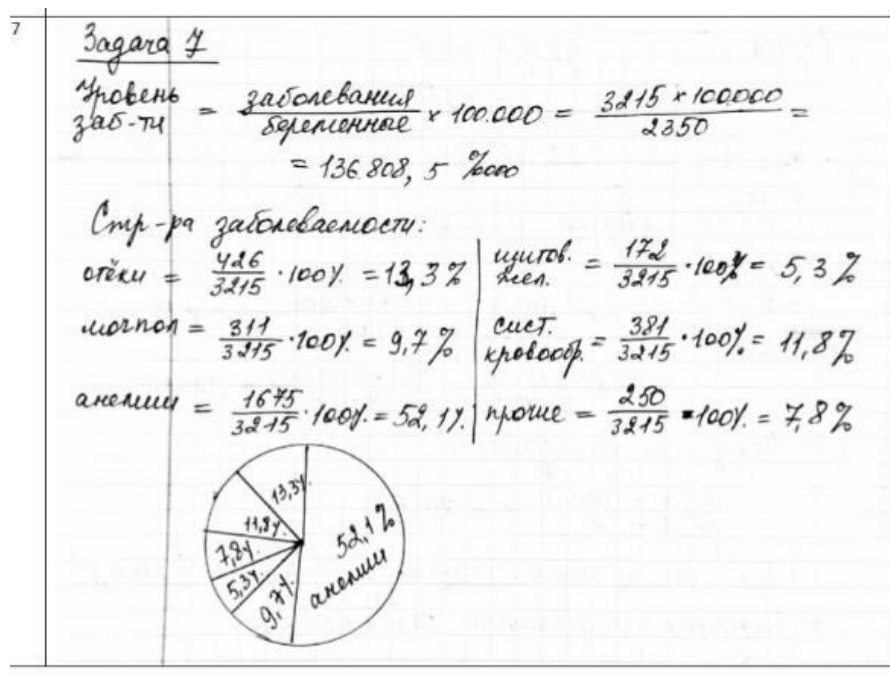 7
Задача 7
Уровень заб-ти = заболевания / беременные × 100.000 = 3215 × 100000 / 2350 =
= 136.808, 5 %000
Стр-ра заболеваемости:
отёки = 426/3215 · 100% = 13,3%
щитов. жел. = 172/3215 · 100% = 5,3%
мочпол = 311/3215 · 100% = 9,7%
сист. кровообр. = 381/3215 · 100% = 11,8%
анемии = 1675/3215 · 100% = 52,1%
прочие = 250/3215 · 100% = 7,8%
13,3%
11,8%
7,8%
5,3%
9,7%
52,1%
анемии